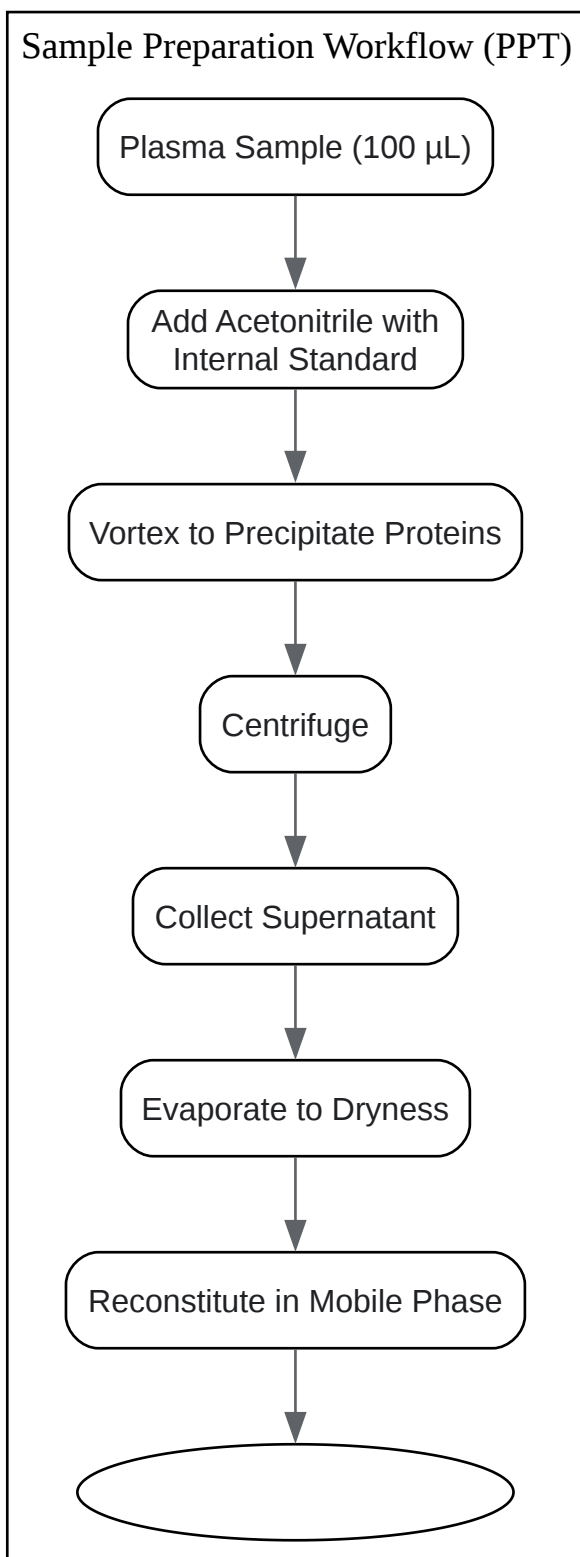 Sample Preparation Workflow (PPT)
Plasma Sample (100 µL)
Add Acetonitrile with
Internal Standard
Vortex to Precipitate Proteins
Centrifuge
Collect Supernatant
Evaporate to Dryness
Reconstitute in Mobile Phase